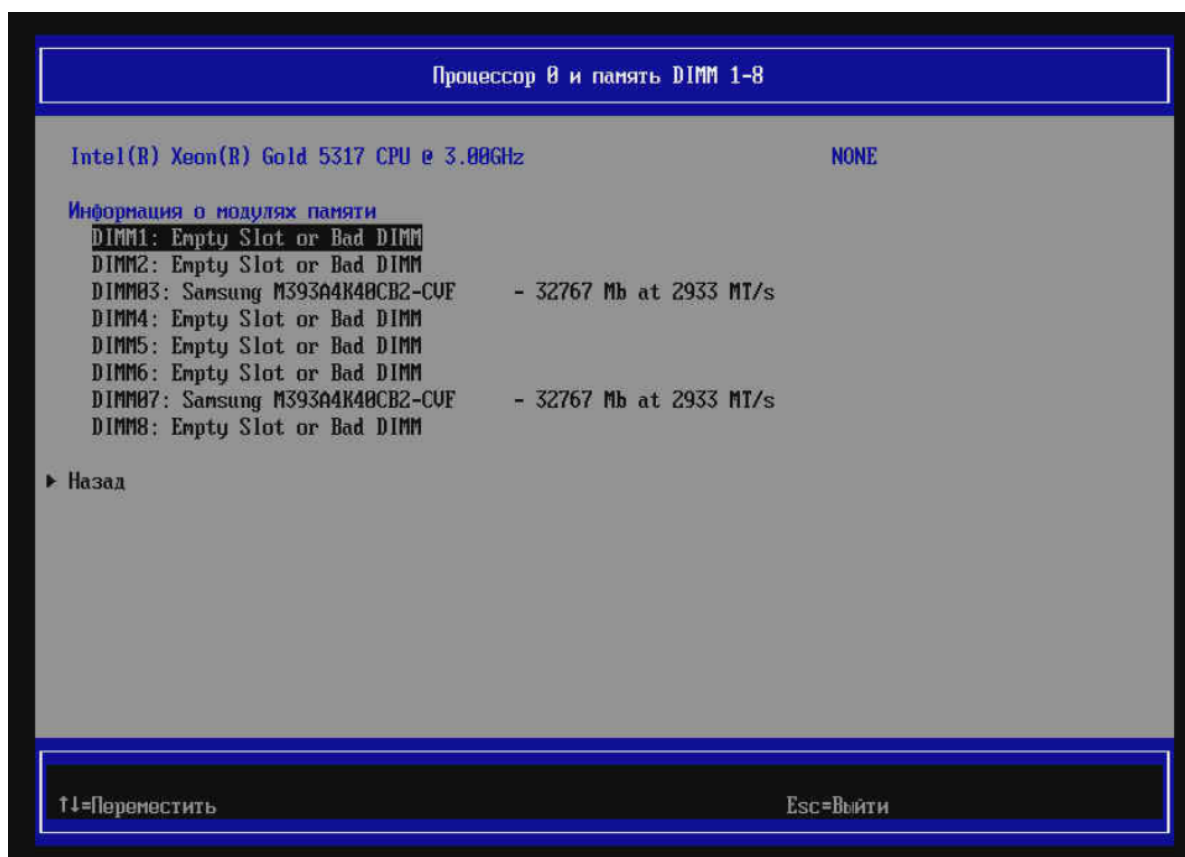 Процессор 0 и память DIMM 1-8
Intel(R) Xeon(R) Gold 5317 CPU @ 3.00GHz NONE
Информация о модулях памяти
DIMM1: Empty Slot or Bad DIMM
DIMM2: Empty Slot or Bad DIMM
DIMM03: Samsung M393A4K40CB2-CVF - 32767 Mb at 2933 MT/s
DIMM4: Empty Slot or Bad DIMM
DIMM5: Empty Slot or Bad DIMM
DIMM6: Empty Slot or Bad DIMM
DIMM07: Samsung M393A4K40CB2-CVF - 32767 Mb at 2933 MT/s
DIMM8: Empty Slot or Bad DIMM
Назад
↑↓=Переместить Esc=Выйти